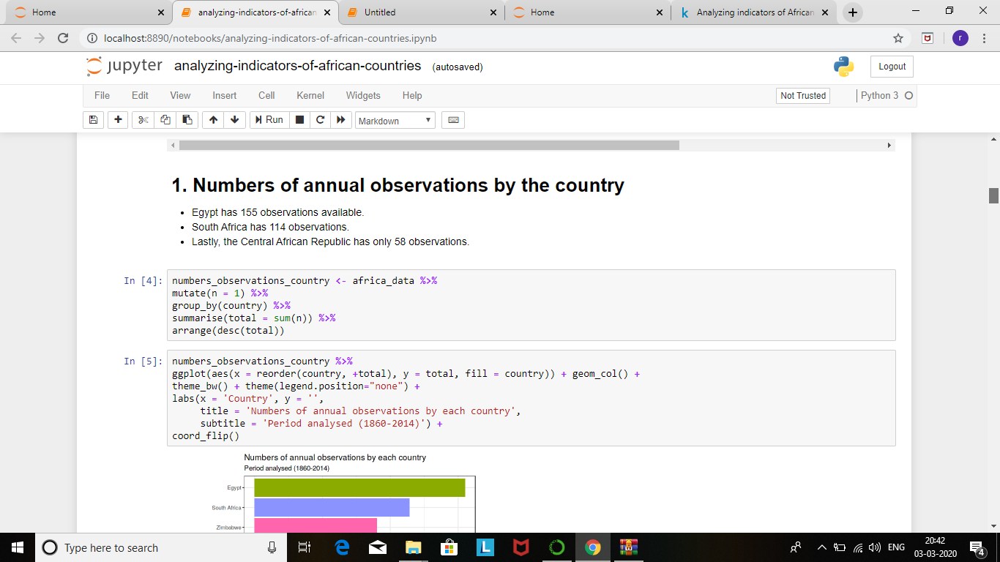 Home
analyzing-indicators-of-african
Untitled
Home
Analyzing indicators of African
localhost:8890/notebooks/analyzing-indicators-of-african-countries.ipynb
r
jupyter analyzing-indicators-of-african-countries (autosaved)
Logout
File Edit View Insert Cell Kernel Widgets Help
Not Trusted
Python 3
Run
Markdown
1. Numbers of annual observations by the country
Egypt has 155 observations available.
South Africa has 114 observations.
Lastly, the Central African Republic has only 58 observations.
In [4]:
numbers_observations_country <- africa_data %>%
mutate(n = 1) %>%
group_by(country) %>%
summarise(total = sum(n)) %>%
arrange(desc(total))
In [5]:
numbers_observations_country %>%
ggplot(aes(x = reorder(country, +total), y = total, fill = country)) + geom_col() +
theme_bw() + theme(legend.position="none") +
labs(x = 'Country', y = '',
     title = 'Numbers of annual observations by each country',
     subtitle = 'Period analysed (1860-2014)') +
coord_flip()
Numbers of annual observations by each country
Period analysed (1860-2014)
Egypt
South Africa
Zimbabwe
Type here to search
L
ENG
20:42
03-03-2020
4